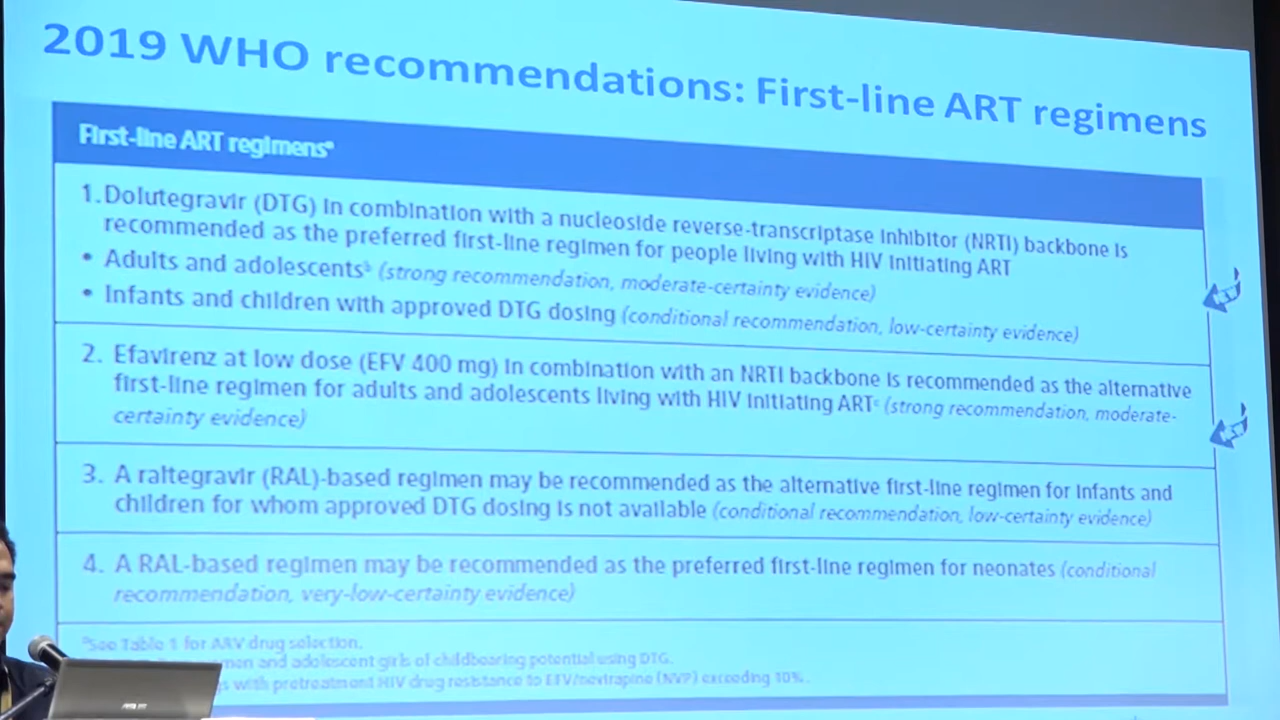 2019 WHO recommendations: First-line ART regimens
First-line ART regimensᵃ
1. Dolutegravir (DTG) in combination with a nucleoside reverse-transcriptase inhibitor (NRTI) backbone is
recommended as the preferred first-line regimen for people living with HIV initiating ART
• Adults and adolescentsᵇ (strong recommendation, moderate-certainty evidence)
• Infants and children with approved DTG dosing (conditional recommendation, low-certainty evidence)
2. Efavirenz at low dose (EFV 400 mg) in combination with an NRTI backbone is recommended as the alternative
first-line regimen for adults and adolescents living with HIV initiating ARTᶜ (strong recommendation, moderate-
certainty evidence)
3. A raltegravir (RAL)-based regimen may be recommended as the alternative first-line regimen for infants and
children for whom approved DTG dosing is not available (conditional recommendation, low-certainty evidence)
4. A RAL-based regimen may be recommended as the preferred first-line regimen for neonates (conditional
recommendation, very-low-certainty evidence)
ᵃSee Table 1 for ARV drug selection.
and adolescent girls of childbearing potential using DTG.
with pretreatment HIV drug resistance to EFV/nevirapine (NVP) exceeding 10%.